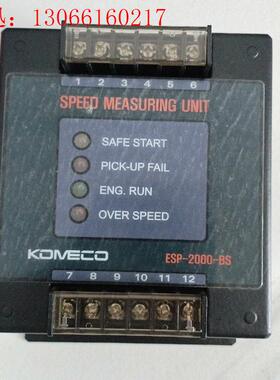 : 13066160217
1 2 3 4 5 6
SPEED MEASURING UNIT
SAFE START
PICK-UP FAIL
ENG. RUN
OVER SPEED
KOMECO ESP-2000-BS
7 8 9 10 11 12